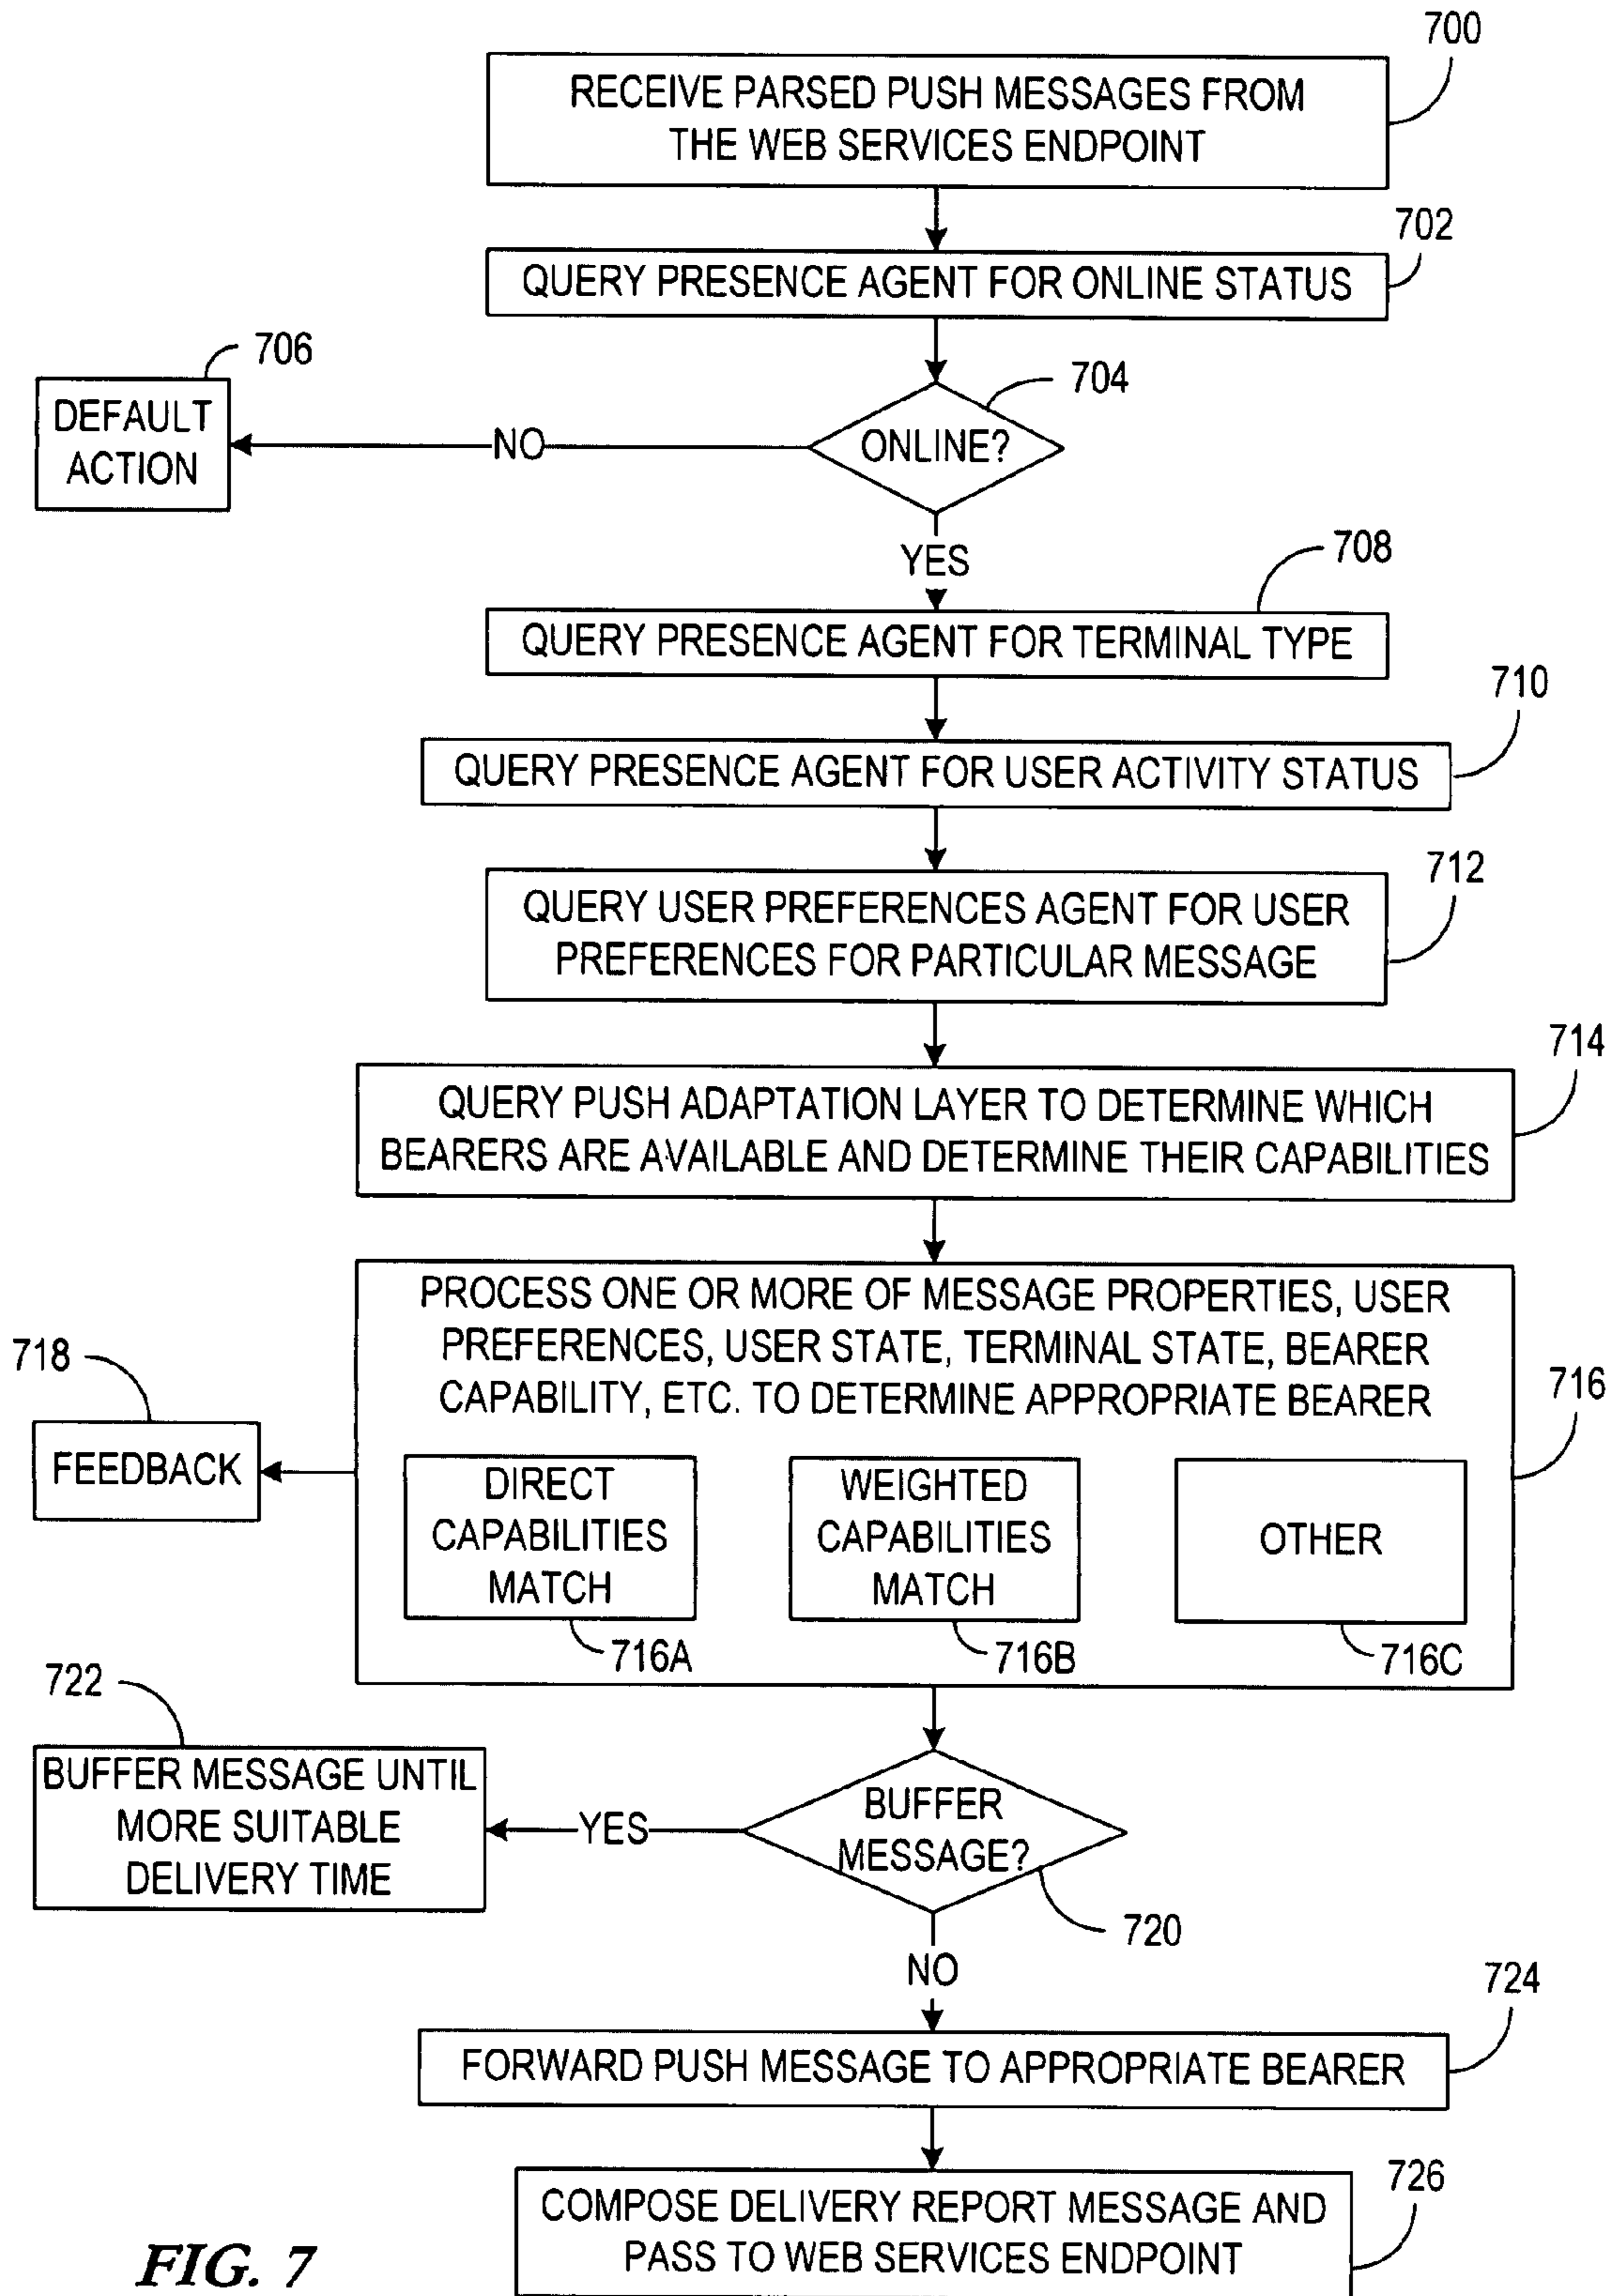 700
RECEIVE PARSED PUSH MESSAGES FROM
THE WEB SERVICES ENDPOINT
702
QUERY PRESENCE AGENT FOR ONLINE STATUS
706
DEFAULT
ACTION
704
ONLINE?
NO
YES
708
QUERY PRESENCE AGENT FOR TERMINAL TYPE
710
QUERY PRESENCE AGENT FOR USER ACTIVITY STATUS
712
QUERY USER PREFERENCES AGENT FOR USER
PREFERENCES FOR PARTICULAR MESSAGE
714
QUERY PUSH ADAPTATION LAYER TO DETERMINE WHICH
BEARERS ARE AVAILABLE AND DETERMINE THEIR CAPABILITIES
PROCESS ONE OR MORE OF MESSAGE PROPERTIES, USER
PREFERENCES, USER STATE, TERMINAL STATE, BEARER
CAPABILITY, ETC. TO DETERMINE APPROPRIATE BEARER
716
718
FEEDBACK
DIRECT
CAPABILITIES
MATCH
716A
WEIGHTED
CAPABILITIES
MATCH
716B
OTHER
716C
722
BUFFER MESSAGE UNTIL
MORE SUITABLE
DELIVERY TIME
YES
BUFFER
MESSAGE?
720
NO
724
FORWARD PUSH MESSAGE TO APPROPRIATE BEARER
726
COMPOSE DELIVERY REPORT MESSAGE AND
PASS TO WEB SERVICES ENDPOINT
FIG. 7